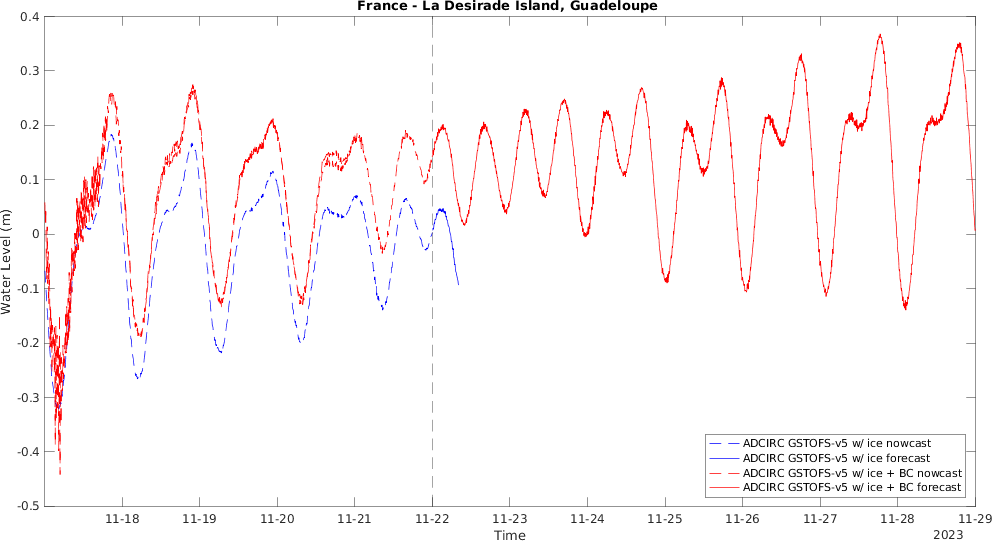 France - La Desirade Island, Guadeloupe
Water Level (m)
0.4
0.3
0.2
0.1
0
-0.1
-0.2
-0.3
-0.4
-0.5
ADCIRC GSTOFS-v5 w/ ice nowcast
ADCIRC GSTOFS-v5 w/ ice forecast
ADCIRC GSTOFS-v5 w/ ice + BC nowcast
ADCIRC GSTOFS-v5 w/ ice + BC forecast
11-18 11-19 11-20 11-21 11-22 11-23 11-24 11-25 11-26 11-27 11-28 11-29
Time
2023